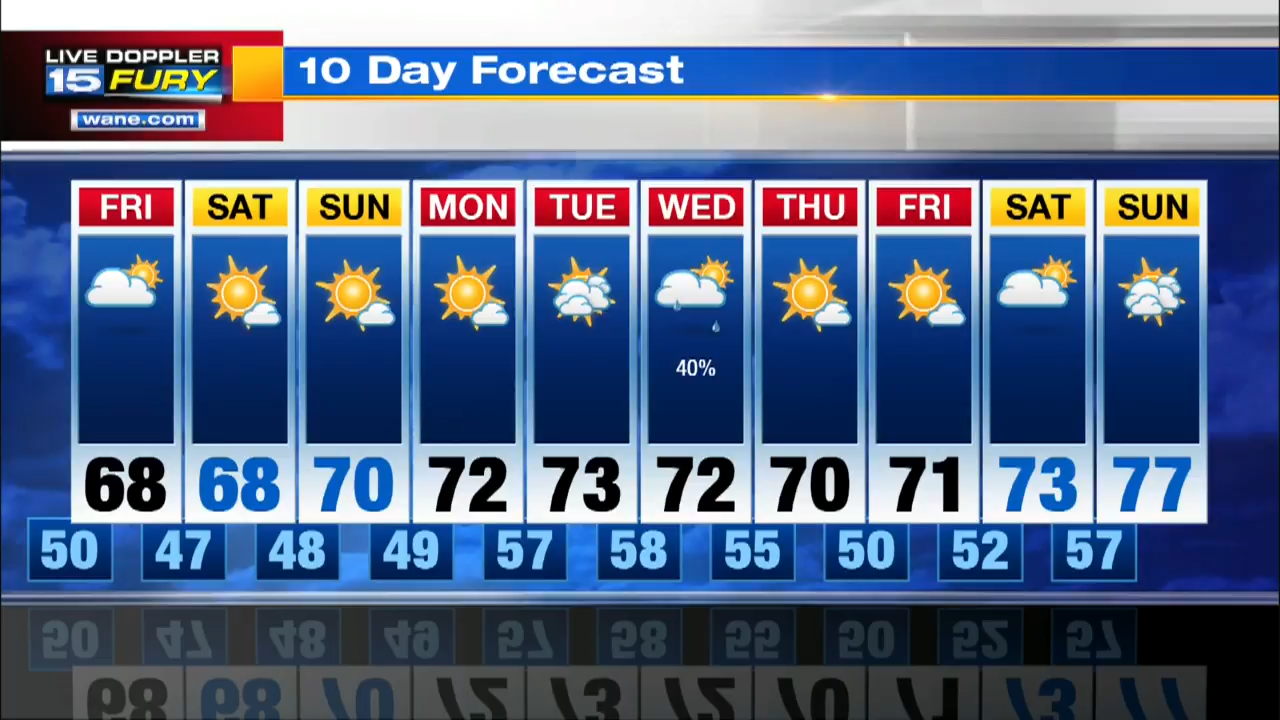 LIVE DOPPLER
15 FURY
wane.com
10 Day Forecast
FRI SAT SUN MON TUE WED THU FRI SAT SUN
40%
68 68 70 72 73 72 70 71 73 77
50 47 48 49 57 58 55 50 52 57